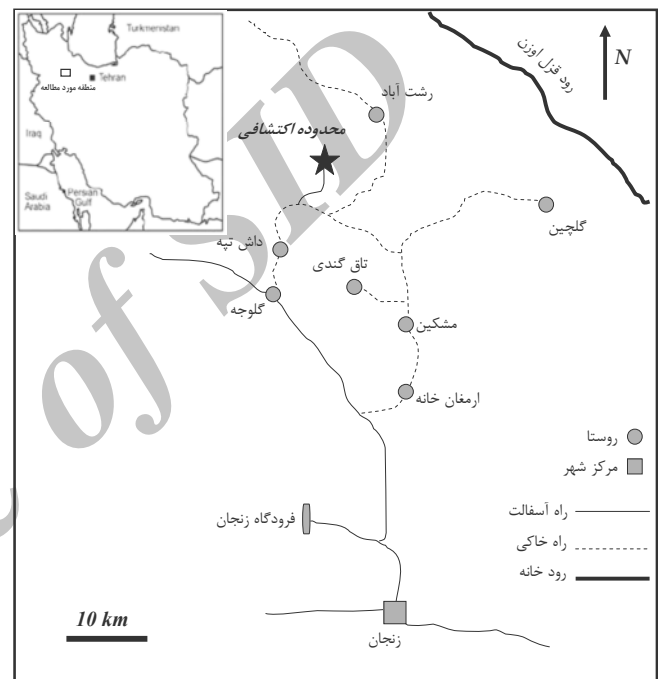 Turkmenistan
Tehran
منطقه مورد مطالعه
Iraq
Saudi
Arabia
Persian
Gulf
N
رود قزل اوزن
رشت آباد
محدوده اکتشافی
گلچین
داش تپه
تاق گندی
گلوجه
مشکین
ارمغان خانه
روستا
مرکز شهر
فرودگاه زنجان
راه آسفالت
راه خاکی
رود خانه
10 km
زنجان
of SID